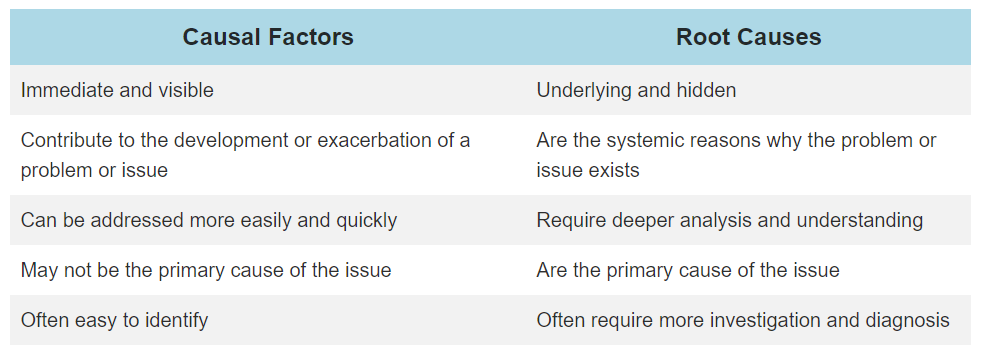 Causal Factors Root Causes
Immediate and visible Underlying and hidden
Contribute to the development or exacerbation of a
problem or issue
Are the systemic reasons why the problem or
issue exists
Can be addressed more easily and quickly Require deeper analysis and understanding
May not be the primary cause of the issue Are the primary cause of the issue
Often easy to identify Often require more investigation and diagnosis